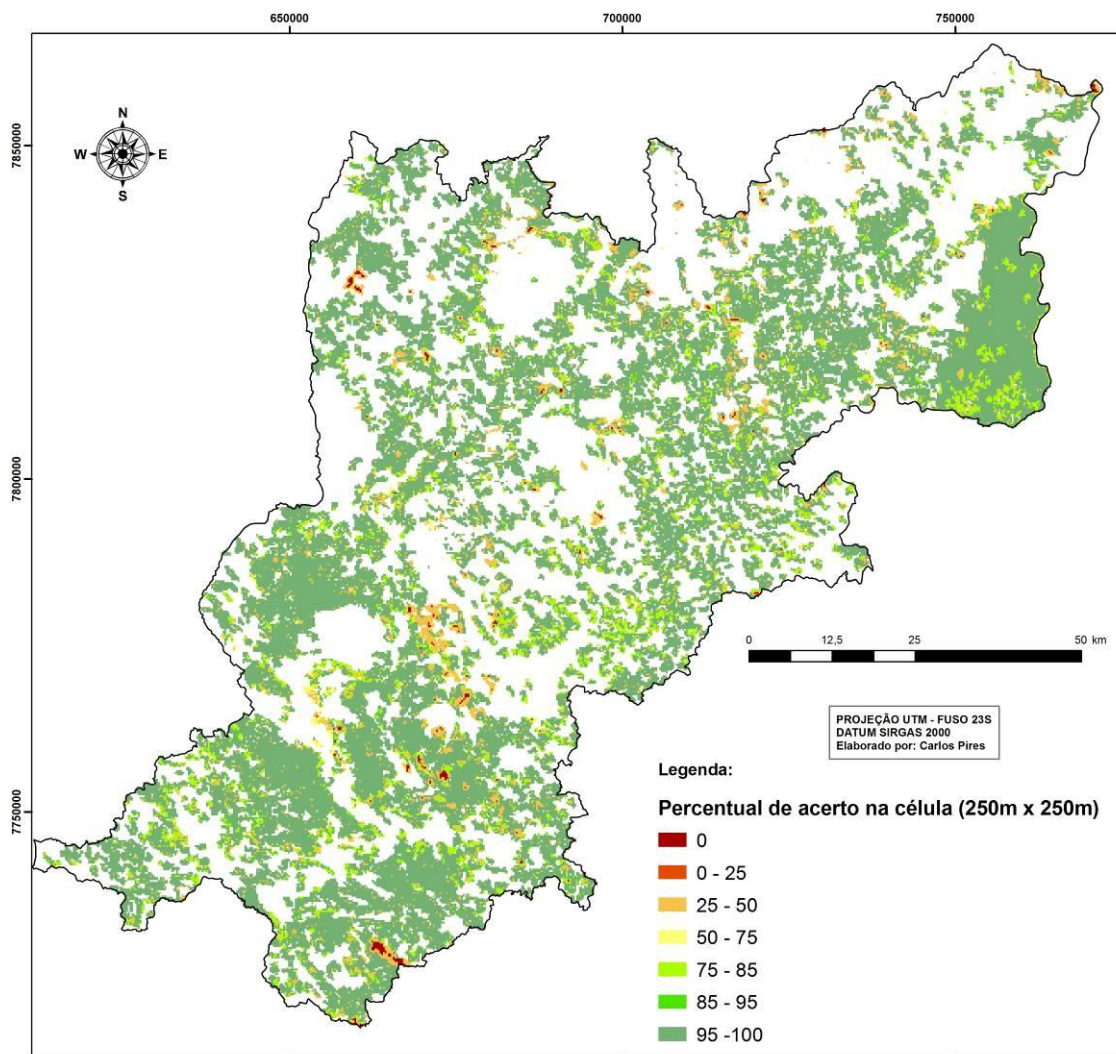 650000
700000
750000
7850000
7800000
7750000
N
W
E
S
0
12,5
25
50 km
PROJEÇÃO UTM - FUSO 23S
DATUM SIRGAS 2000
Elaborado por: Carlos Pires
Legenda:
Percentual de acerto na célula (250m x 250m)
0
0 - 25
25 - 50
50 - 75
75 - 85
85 - 95
95 -100